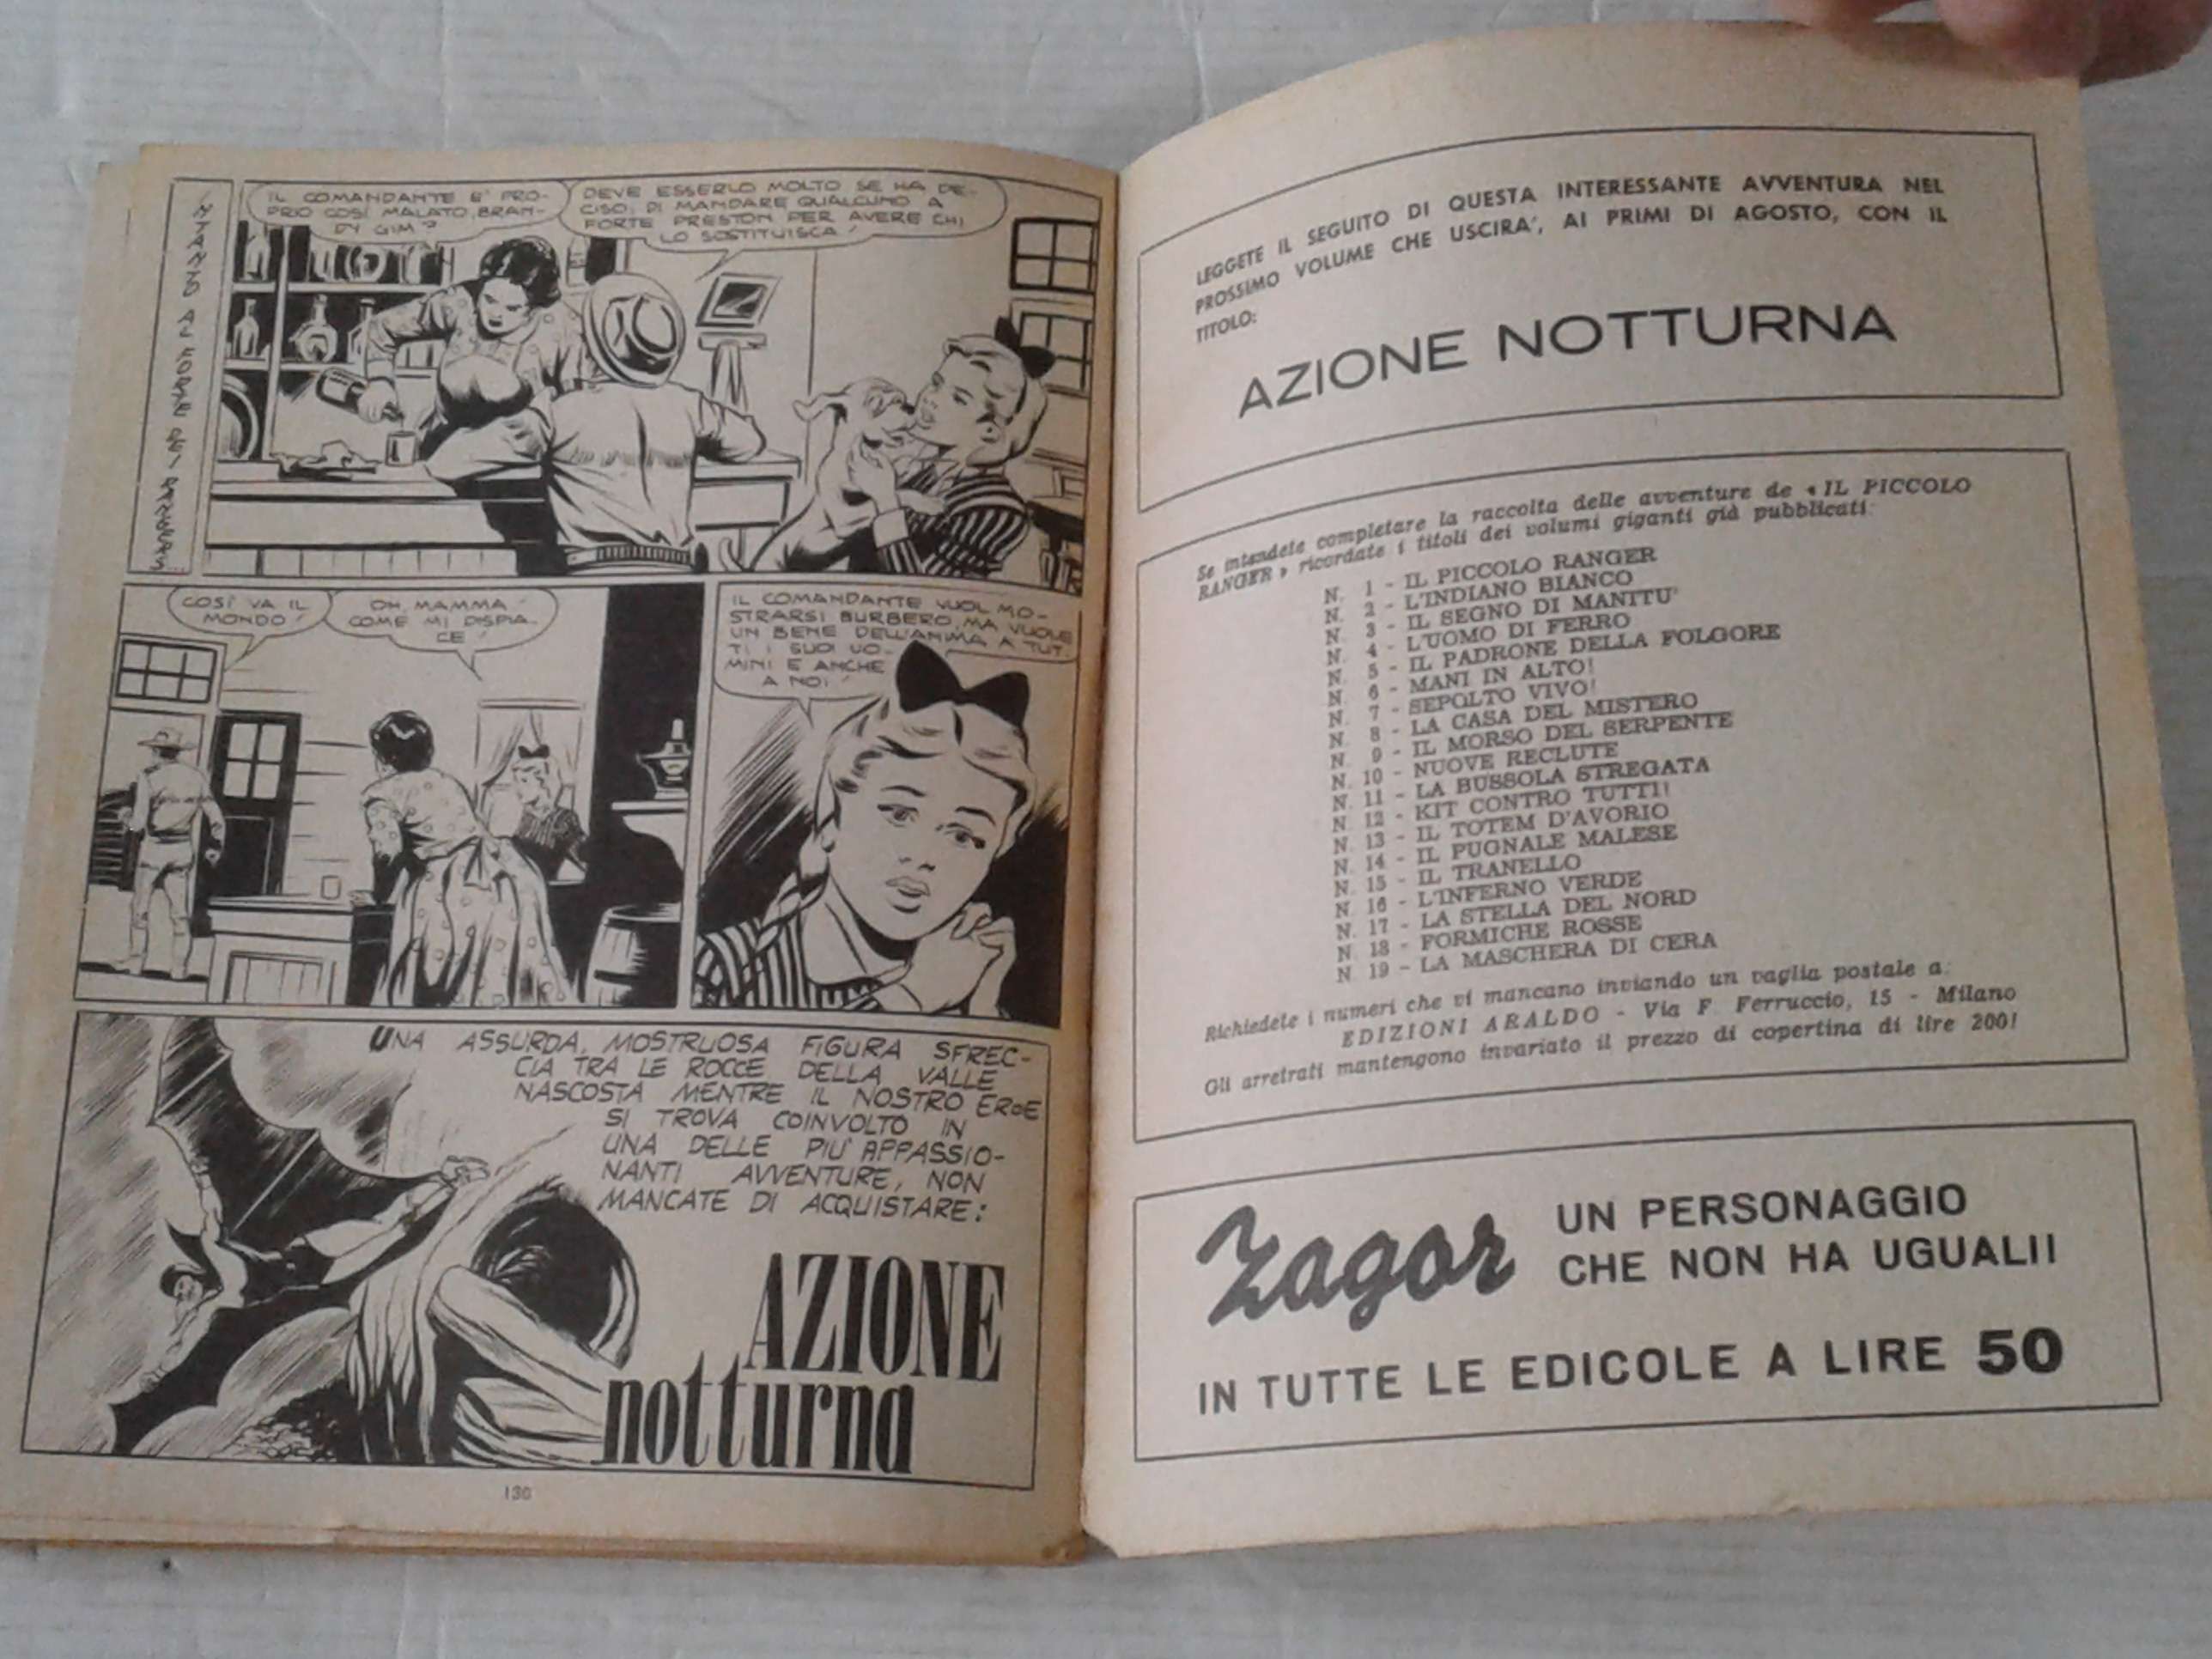 INTANTO AL FORTE DEI RANGERS...
IL COMANDANTE E' PRO-
PRIO COSÌ MALATO, BRAN-
DY GIM?
DEVE ESSERLO MOLTO SE HA DE-
CISO DI MANDARE QUALCUNO A
FORTE PRESTON PER AVERE CHI
LO SOSTITUISCA!
COSÌ VA IL
MONDO!
OH, MAMMA!
COME MI DISPIA-
CE!
IL COMANDANTE VUOL MO-
STRARSI BURBERO, MA VUOLE
UN BENE DELL'ANIMA A TUT-
TI I SUOI UO-
MINI E ANCHE
A NOI!
UNA ASSURDA, MOSTRUOSA FIGURA SFREC-
CIA TRA LE ROCCE DELLA VALLE
NASCOSTA MENTRE IL NOSTRO EROE
SI TROVA COINVOLTO IN
UNA DELLE PIU' APPASSIO-
NANTI AVVENTURE, NON
MANCATE DI ACQUISTARE:
AZIONE
notturna
130
LEGGETE IL SEGUITO DI QUESTA INTERESSANTE AVVENTURA NEL
PROSSIMO VOLUME CHE USCIRA', AI PRIMI DI AGOSTO, CON IL
TITOLO:
AZIONE NOTTURNA
Se intendete completare la raccolta delle avventure de «IL PICCOLO
RANGER» ricordate i titoli dei volumi giganti già pubblicati:
N. 1 - IL PICCOLO RANGER
N. 2 - L'INDIANO BIANCO
N. 3 - IL SEGNO DI MANITU'
N. 4 - L'UOMO DI FERRO
N. 5 - IL PADRONE DELLA FOLGORE
N. 6 - MANI IN ALTO!
N. 7 - SEPOLTO VIVO!
N. 8 - LA CASA DEL MISTERO
N. 9 - IL MORSO DEL SERPENTE
N. 10 - NUOVE RECLUTE
N. 11 - LA BUSSOLA STREGATA
N. 12 - KIT CONTRO TUTTI!
N. 13 - IL TOTEM D'AVORIO
N. 14 - IL PUGNALE MALESE
N. 15 - IL TRANELLO
N. 16 - L'INFERNO VERDE
N. 17 - LA STELLA DEL NORD
N. 18 - FORMICHE ROSSE
N. 19 - LA MASCHERA DI CERA
Richiedete i numeri che vi mancano inviando un vaglia postale a:
EDIZIONI ARALDO - Via F. Ferruccio, 15 - Milano
Gli arretrati mantengono invariato il prezzo di copertina di lire 200!
Zagor UN PERSONAGGIO
CHE NON HA UGUALI!
IN TUTTE LE EDICOLE A LIRE 50